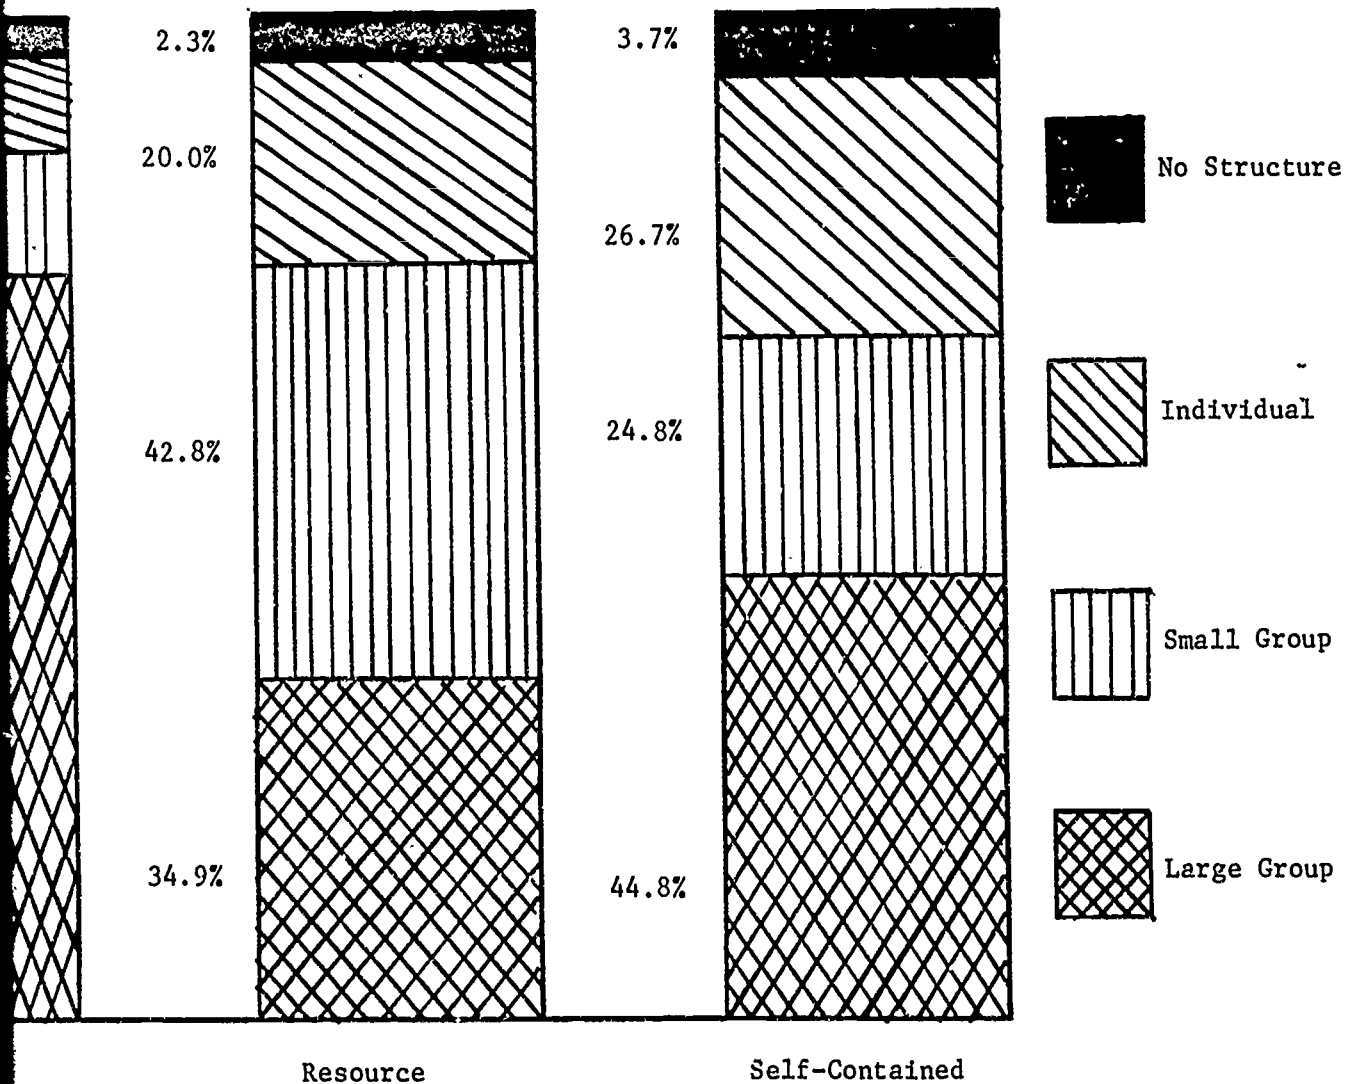 2.3%
20.0%
42.8%
34.9%
3.7%
26.7%
24.8%
44.8%
No Structure
Individual
Small Group
Large Group
Resource
Self-Contained